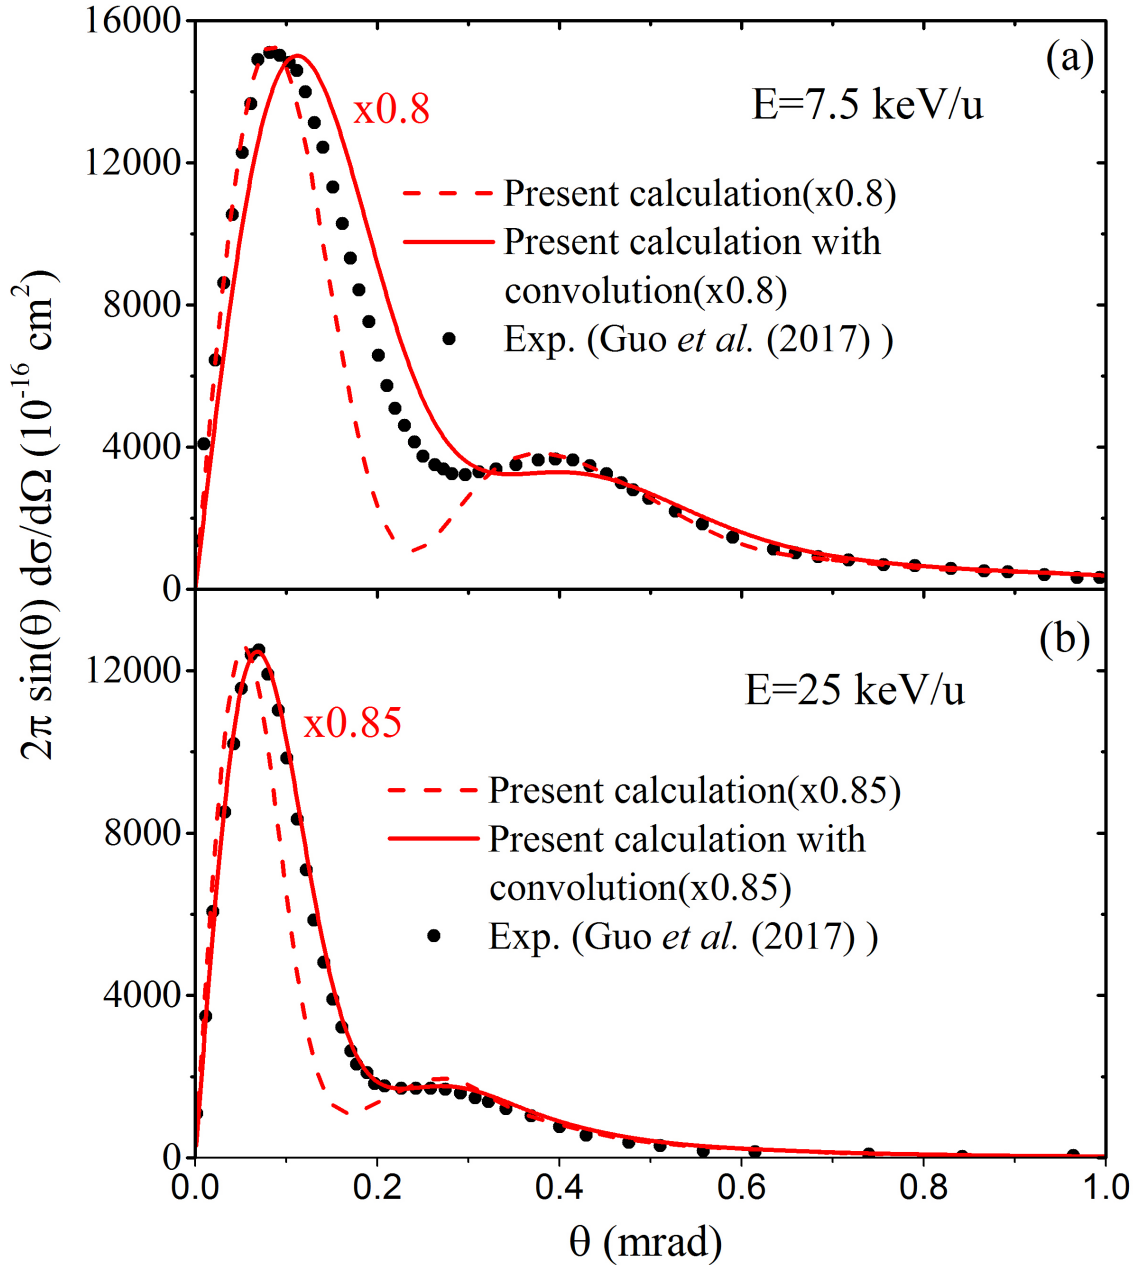 16000
12000
8000
4000
0
(a)
E=7.5 keV/u
x0.8
Present calculation(x0.8)
Present calculation with
convolution(x0.8)
Exp. (Guo et al. (2017) )
2π sin(θ) dσ/dΩ (10⁻¹⁶ cm²)
12000
8000
4000
0
(b)
E=25 keV/u
x0.85
Present calculation(x0.85)
Present calculation with
convolution(x0.85)
Exp. (Guo et al. (2017) )
0.0 0.2 0.4 0.6 0.8 1.0
θ (mrad)